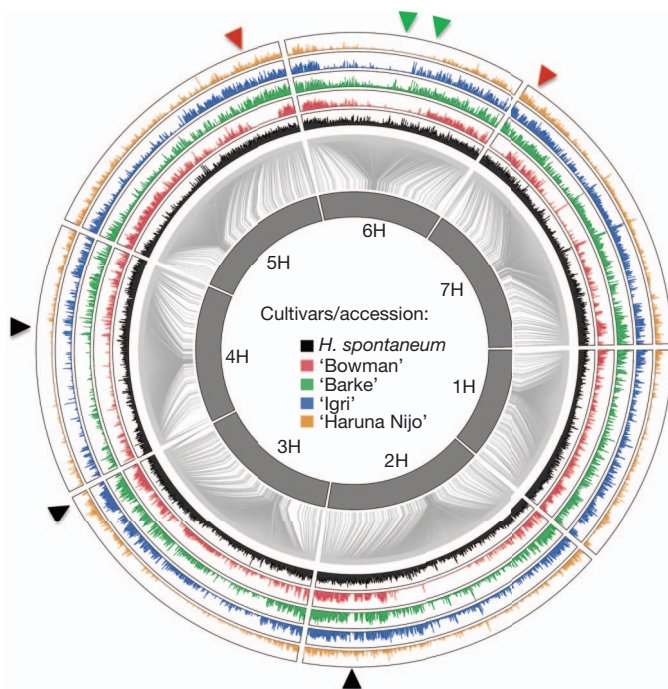 6H
5H
7H
Cultivars/accession:
H. spontaneum
4H
'Bowman'
'Barke'
1H
'Igri'
'Haruna Nijo'
3H
2H